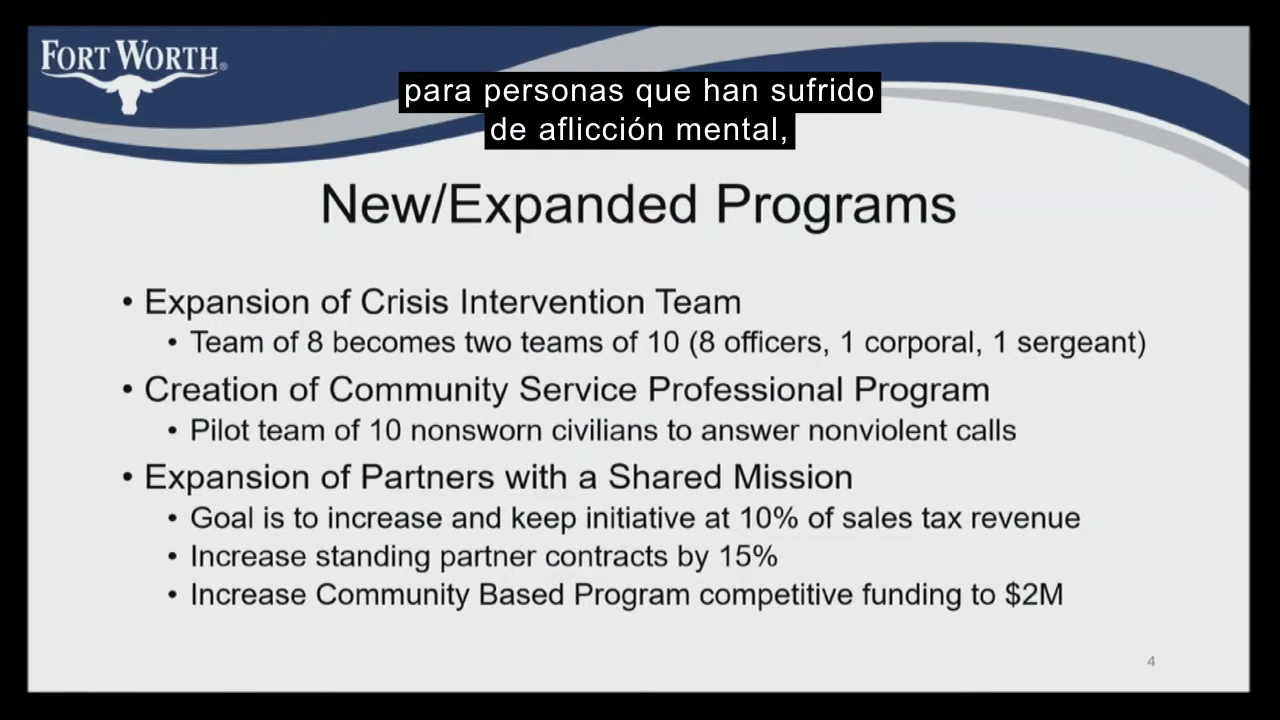 FORT WORTH®
para personas que han sufrido
de aflicción mental,
New/Expanded Programs
• Expansion of Crisis Intervention Team
• Team of 8 becomes two teams of 10 (8 officers, 1 corporal, 1 sergeant)
• Creation of Community Service Professional Program
• Pilot team of 10 nonsworn civilians to answer nonviolent calls
• Expansion of Partners with a Shared Mission
• Goal is to increase and keep initiative at 10% of sales tax revenue
• Increase standing partner contracts by 15%
• Increase Community Based Program competitive funding to $2M
4